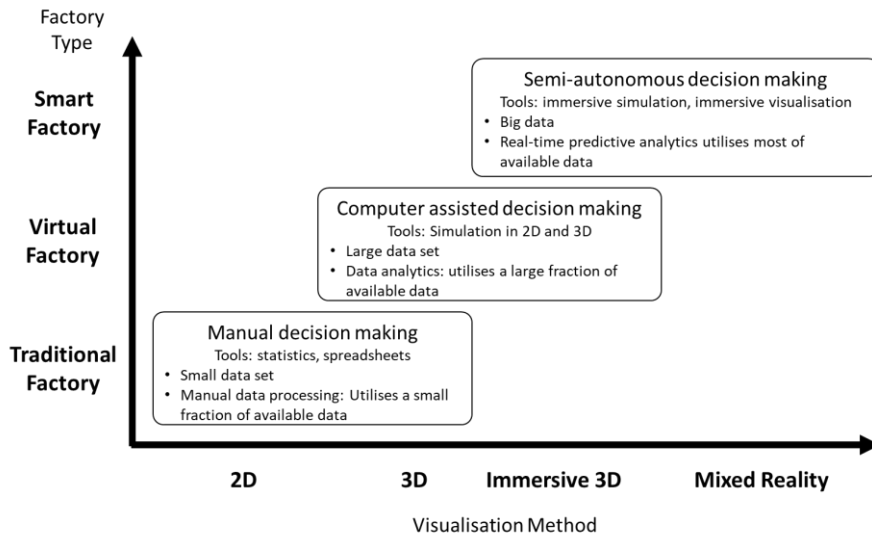 Factory
Type
Smart
Factory
Semi-autonomous decision making
Tools: immersive simulation, immersive visualisation
• Big data
• Real-time predictive analytics utilises most of
available data
Virtual
Factory
Computer assisted decision making
Tools: Simulation in 2D and 3D
• Large data set
• Data analytics: utilises a large fraction of
available data
Traditional
Factory
Manual decision making
Tools: statistics, spreadsheets
• Small data set
• Manual data processing: Utilises a small
fraction of available data
2D
3D
Immersive 3D
Mixed Reality
Visualisation Method